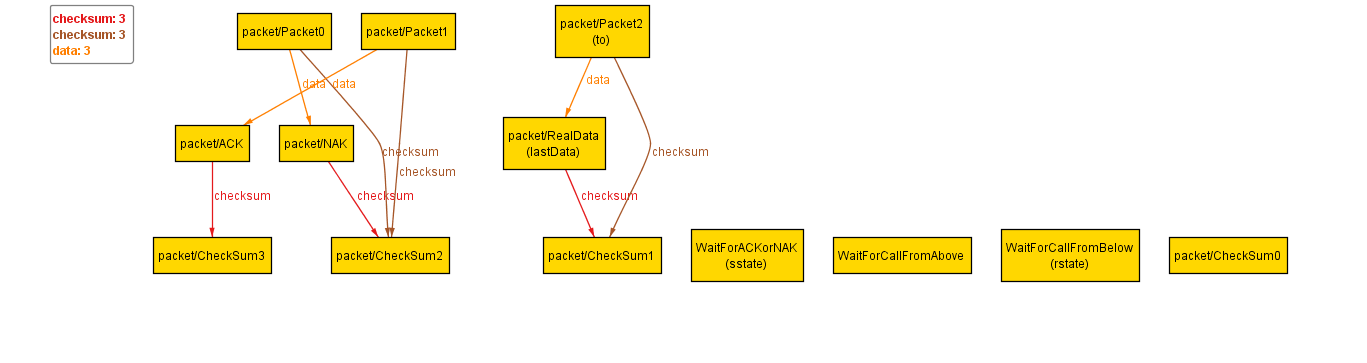 checksum: 3
checksum: 3
data: 3
packet/Packet0
packet/Packet1
packet/Packet2
(to)
data
data
data
packet/ACK
packet/NAK
packet/RealData
(lastData)
checksum
checksum
checksum
checksum
checksum
checksum
packet/CheckSum3
packet/CheckSum2
packet/CheckSum1
WaitForACKorNAK
(sstate)
WaitForCallFromAbove
WaitForCallFromBelow
(rstate)
packet/CheckSum0